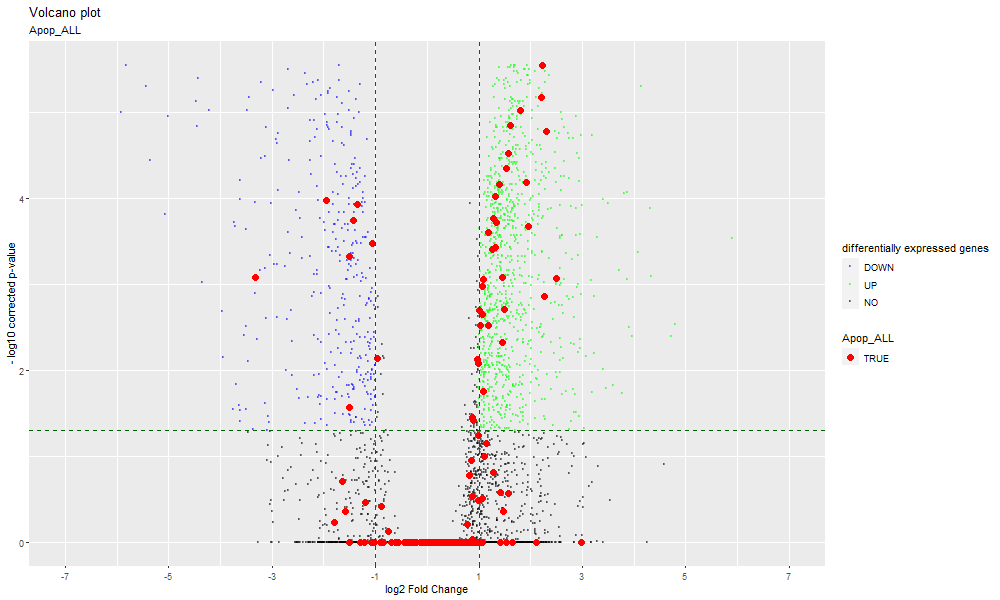 Volcano plot
Apop_ALL
- log10 corrected p-value
4
2
0
-7 -5 -3 -1 1 3 5 7
log2 Fold Change
differentially expressed genes
DOWN
UP
NO
Apop_ALL
TRUE